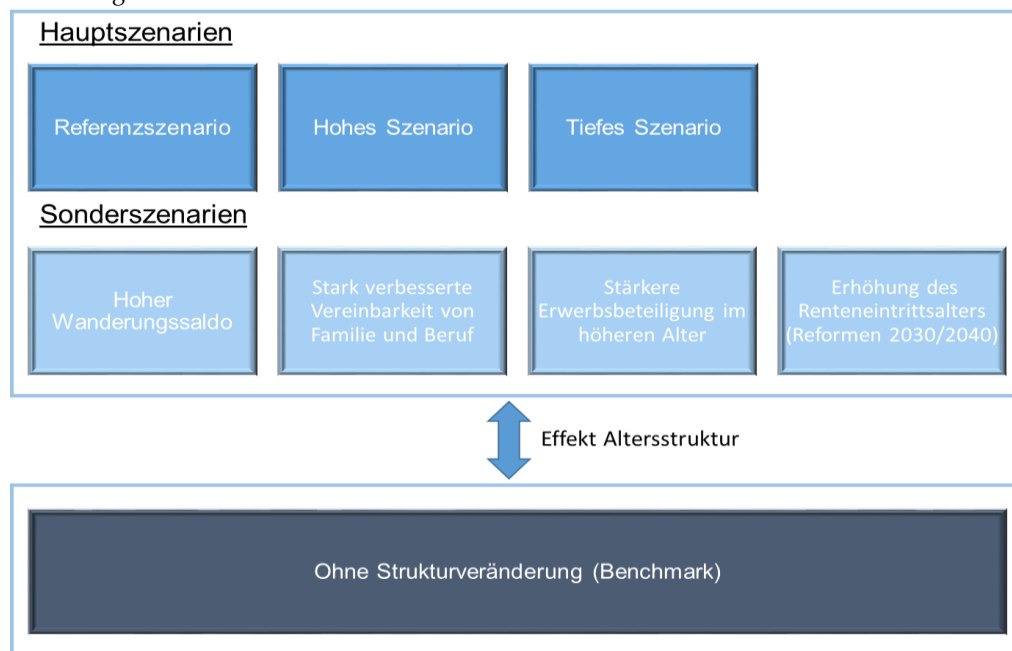 Hauptszenarien
Referenzszenario
Hohes Szenario
Tiefes Szenario
Sonderszenarien
Hoher
Wanderungssaldo
Stark verbesserte
Vereinbarkeit von
Familie und Beruf
Stärkere
Erwerbsbeteiligung im
höheren Alter
Erhöhung des
Renteneintrittsalters
(Reformen 2030/2040)
Effekt Altersstruktur
Ohne Strukturveränderung (Benchmark)